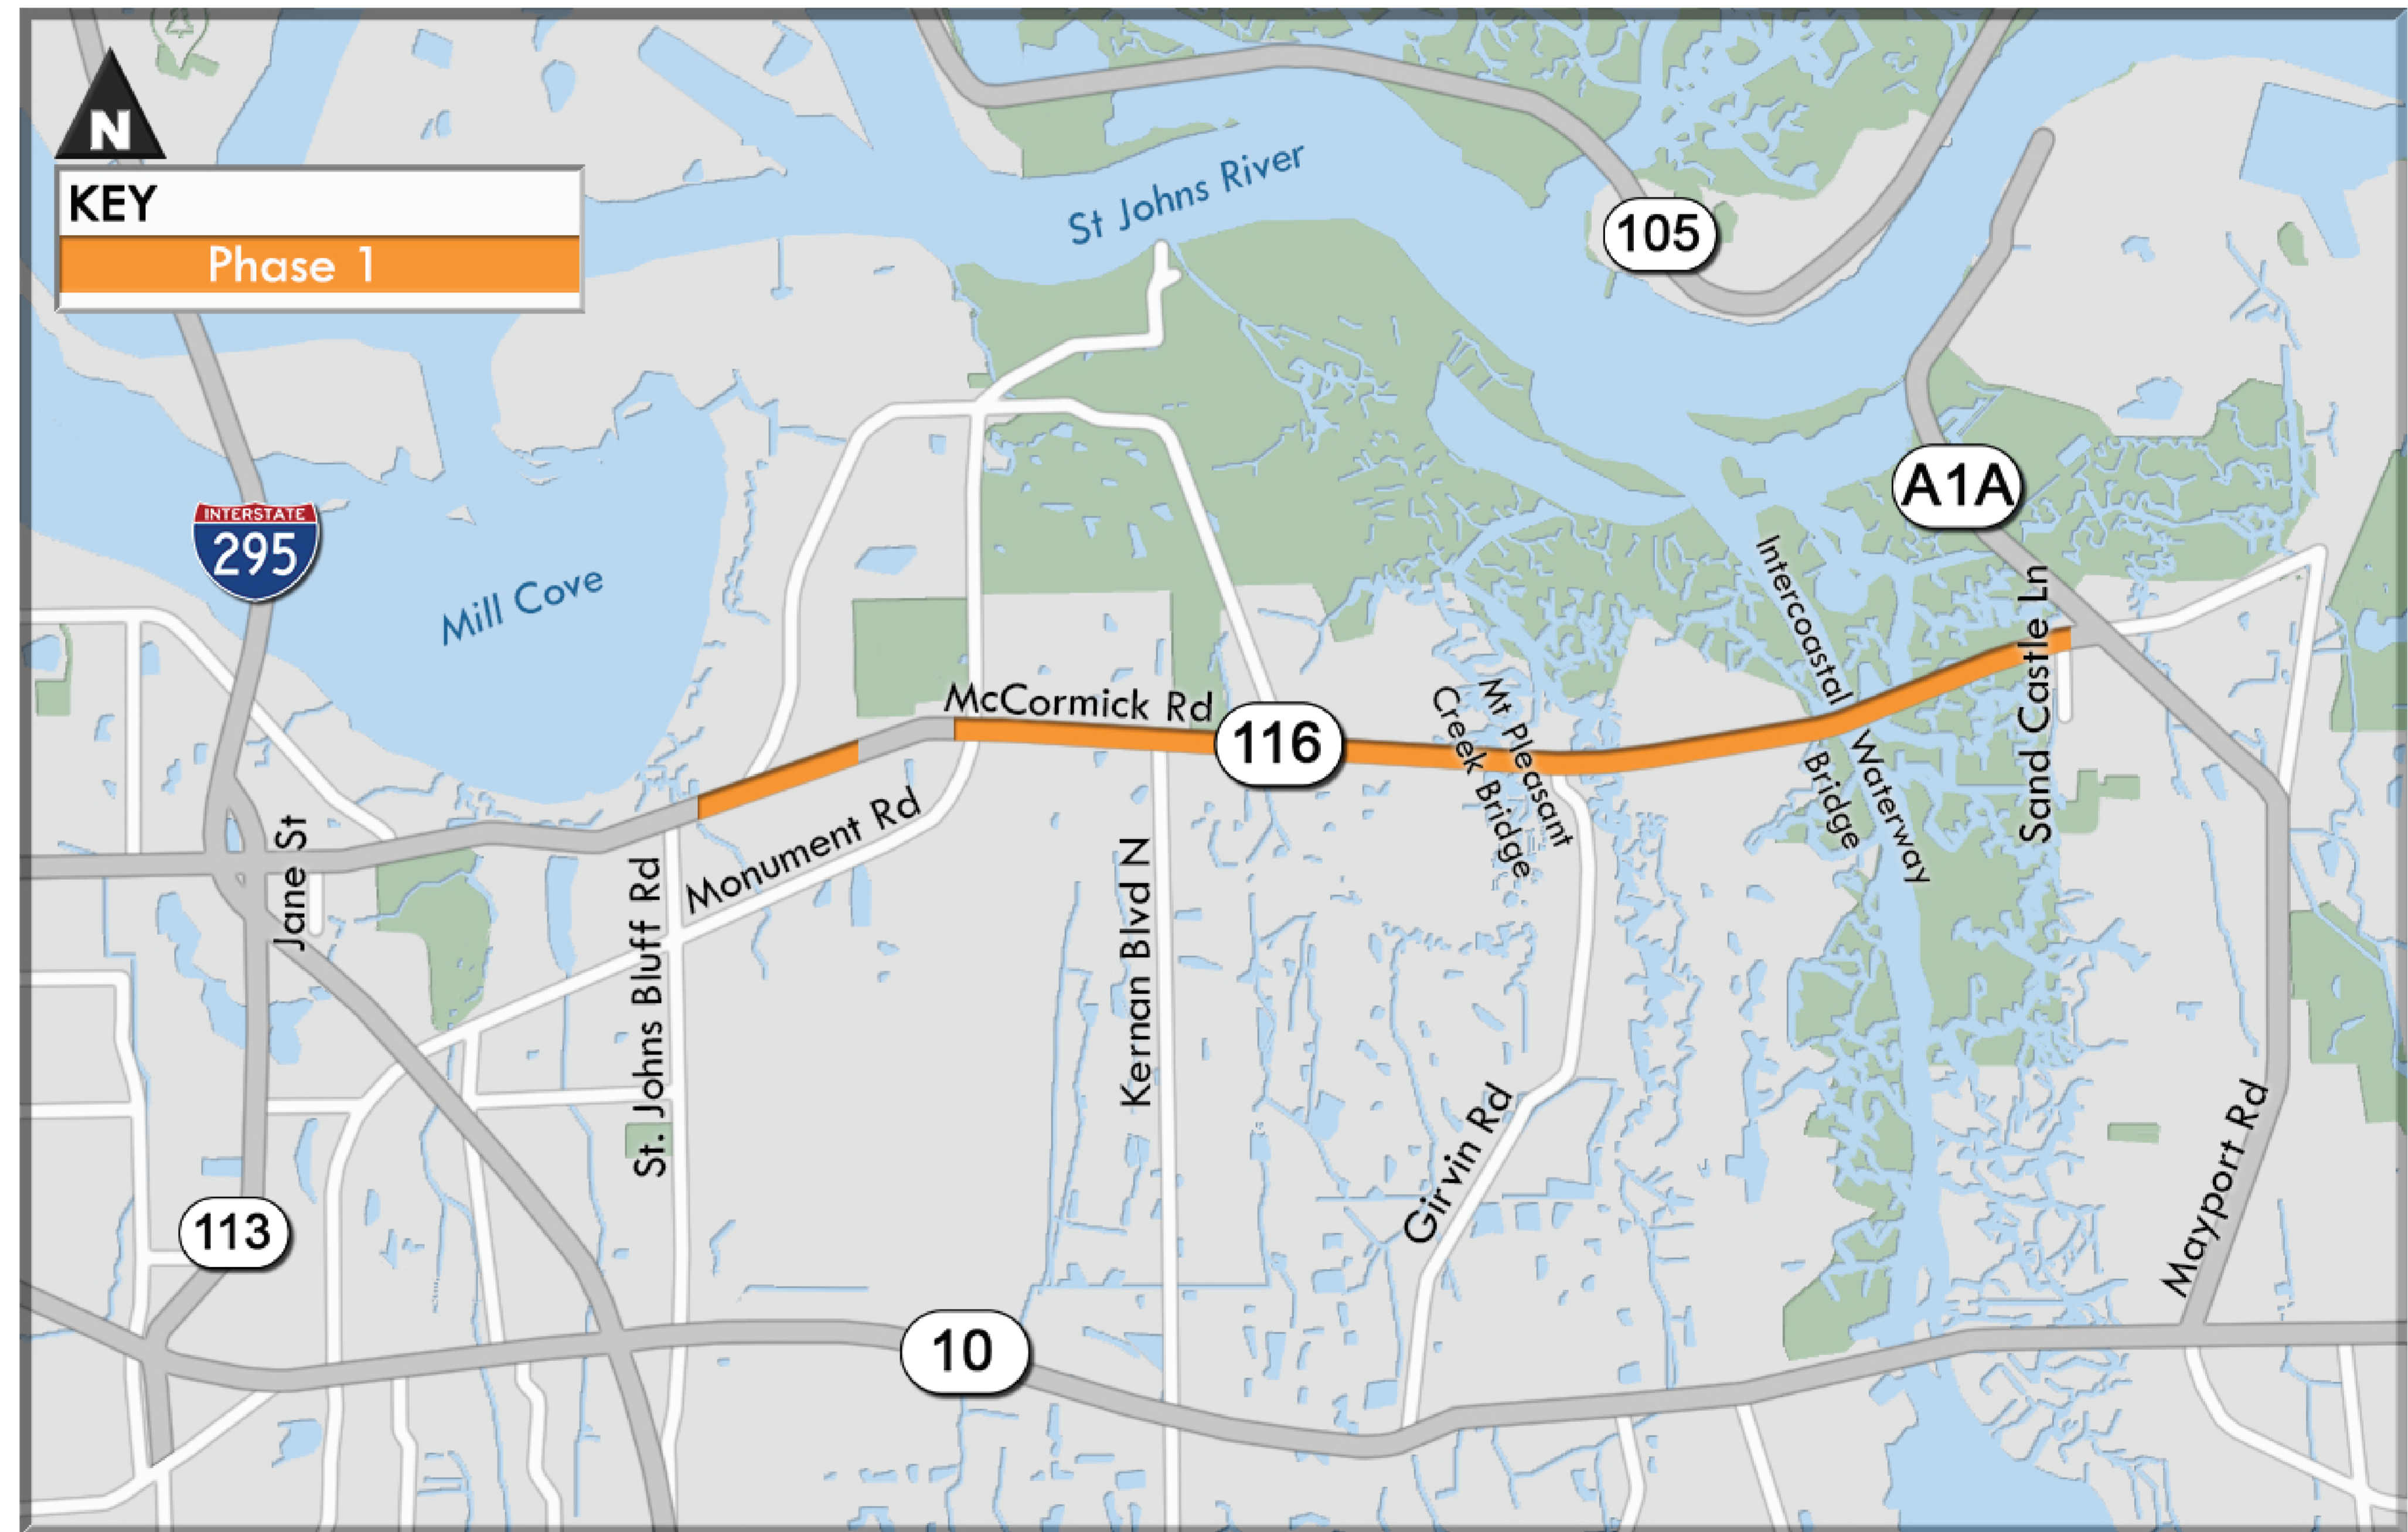 N
KEY
Phase 1
St Johns River
105
A1A
INTERSTATE
295
Mill Cove
Intercoastal
Waterway
Bridge
Sand Castle Ln
McCormick Rd
116
Mt Pleasant
Creek Bridge
Jane St
Monument Rd
St. Johns Bluff Rd
Kernan Blvd N
Girvin Rd
Mayport Rd
113
10